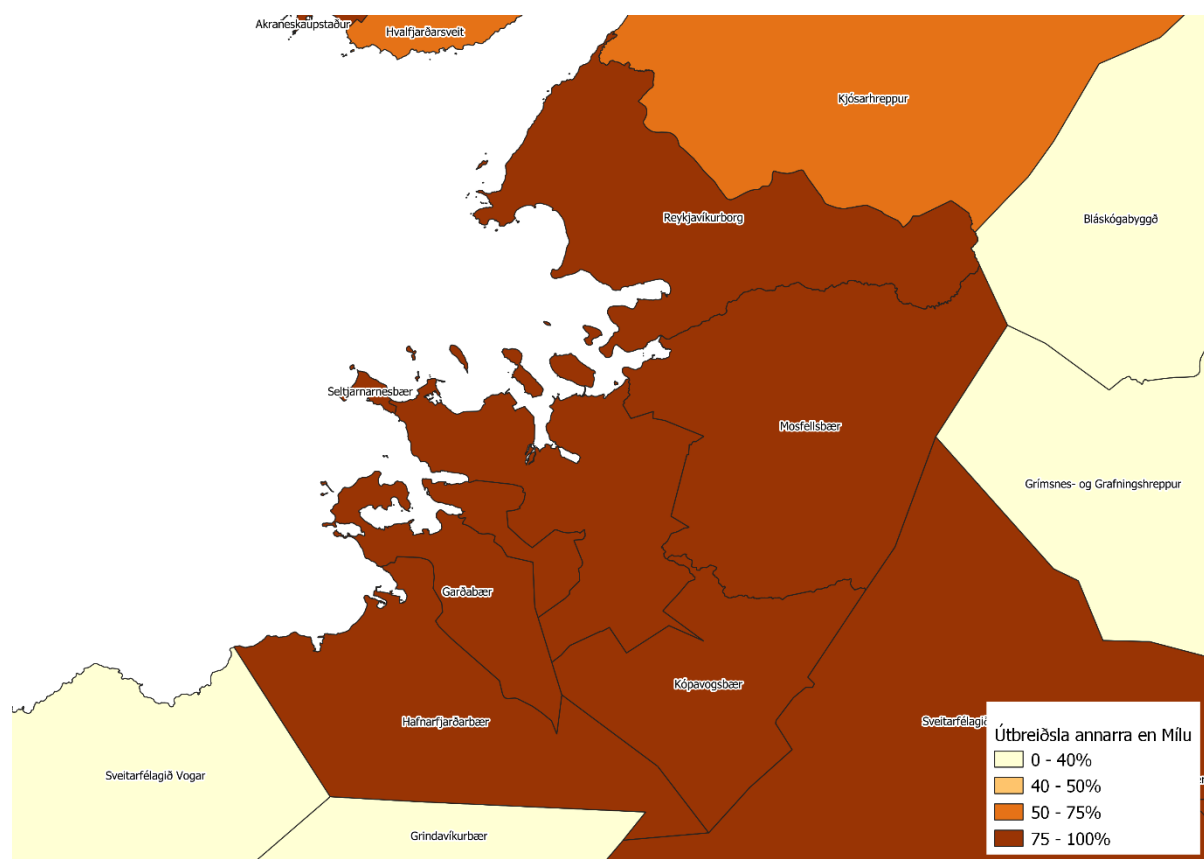 Akraneskaupstaður
Hvalfjarðarsveit
Kjósarhreppur
Reykjavíkurborg
Bláskógabyggð
Seltjarnarnesbær
Mosfellsbær
Grímsnes- og Grafningshreppur
Garðabær
Kópavogsbær
Hafnarfjarðarbær
Sveitarfélagið
Sveitarfélagið Vogar
Grindavíkurbær
Útbreiðsla annarra en Mílu
0 - 40%
40 - 50%
50 - 75%
75 - 100%